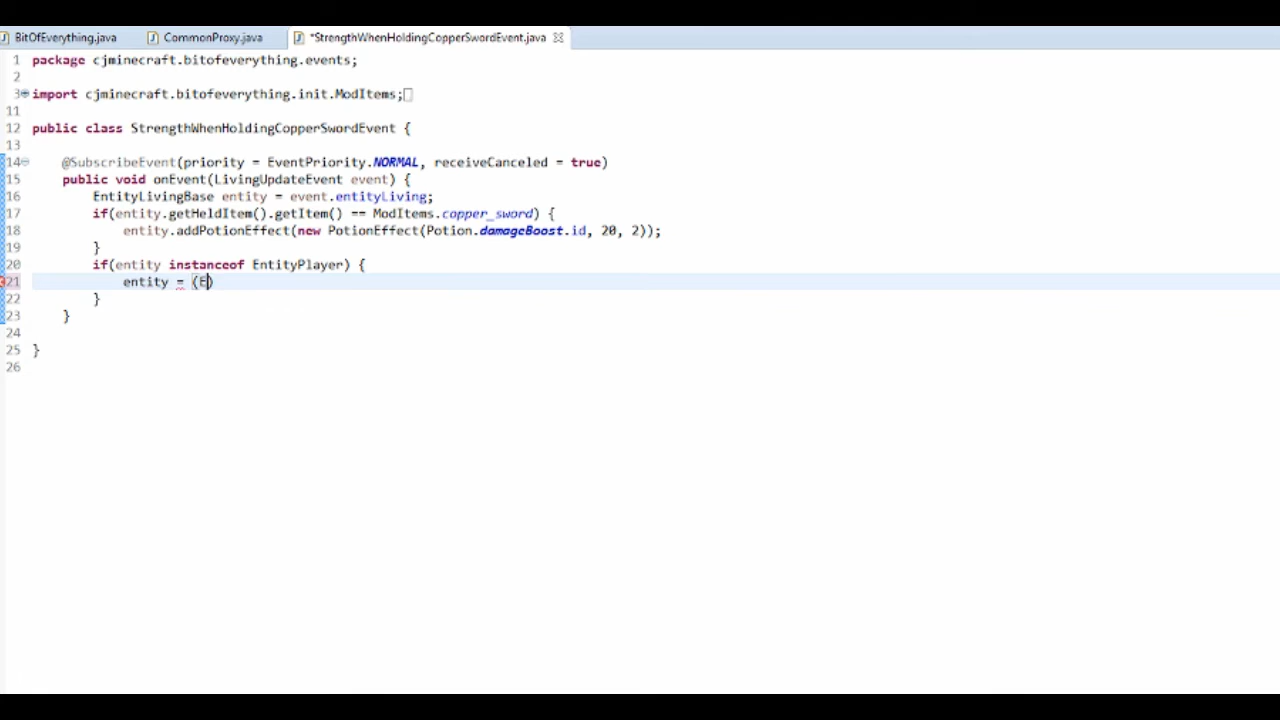 BitOfEverything.java CommonProxy.java *StrengthWhenHoldingCopperSwordEvent.java
1 package cjminecraft.bitofeverything.events;
2
3 import cjminecraft.bitofeverything.init.ModItems;
11
12 public class StrengthWhenHoldingCopperSwordEvent {
13
14 @SubscribeEvent(priority = EventPriority.NORMAL, receiveCanceled = true)
15 public void onEvent(LivingUpdateEvent event) {
16 EntityLivingBase entity = event.entityLiving;
17 if(entity.getHeldItem().getItem() == ModItems.copper_sword) {
18 entity.addPotionEffect(new PotionEffect(Potion.damageBoost.id, 20, 2));
19 }
20 if(entity instanceof EntityPlayer) {
21 entity = (E)
22 }
23 }
24
25 }
26